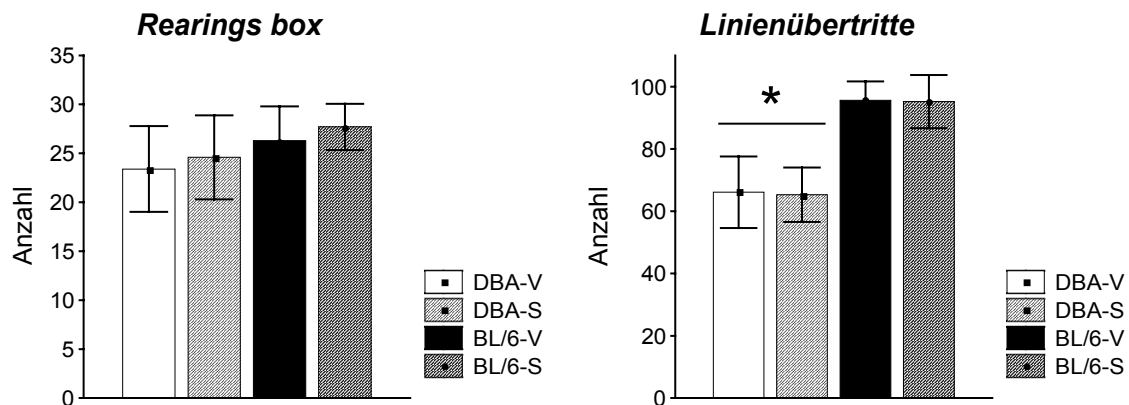 Rearings box
35
30
25
20
15
10
5
0
Anzahl
DBA-V
DBA-S
BL/6-V
BL/6-S
Linienübertritte
100
80
60
40
20
0
Anzahl
*
DBA-V
DBA-S
BL/6-V
BL/6-S